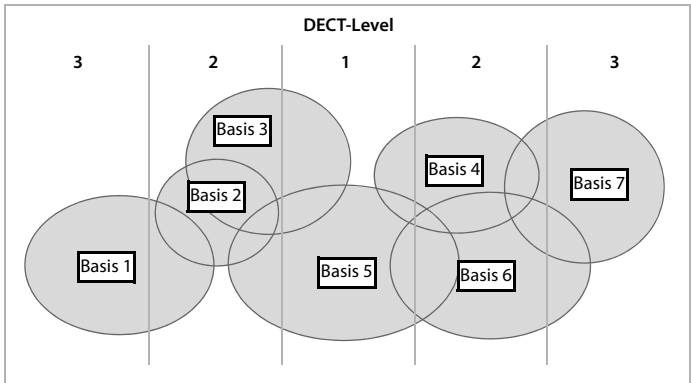 DECT-Level
3 2 1 2 3
Basis 3
Basis 4
Basis 7
Basis 2
Basis 1
Basis 5
Basis 6